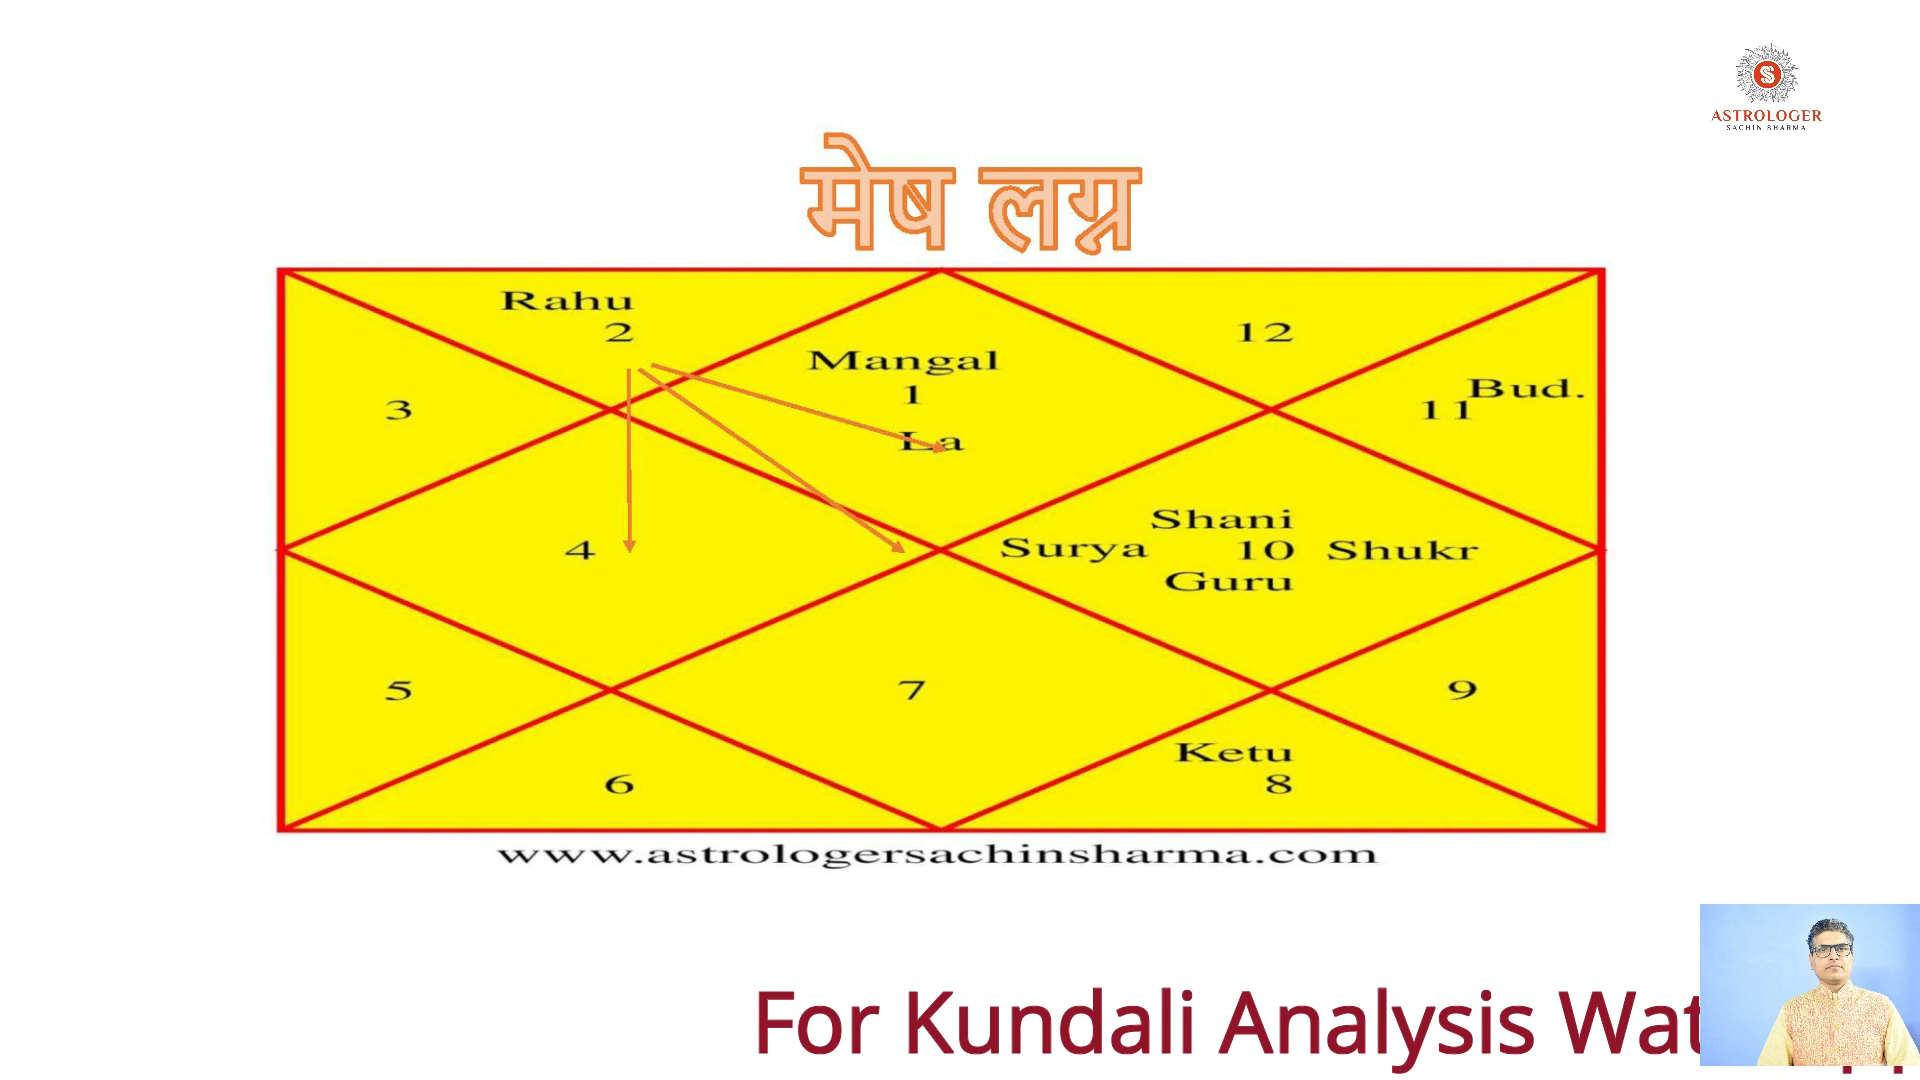 ASTROLOGER
SACHIN SHARMA
मेष लग्न
Rahu
2
12
Mangal
1
La
3
Bud.
11
4
Shani
Surya 10 Shukr
Guru
5
7
9
6
Ketu
8
www.astrologersachinsharma.com
For Kundali Analysis